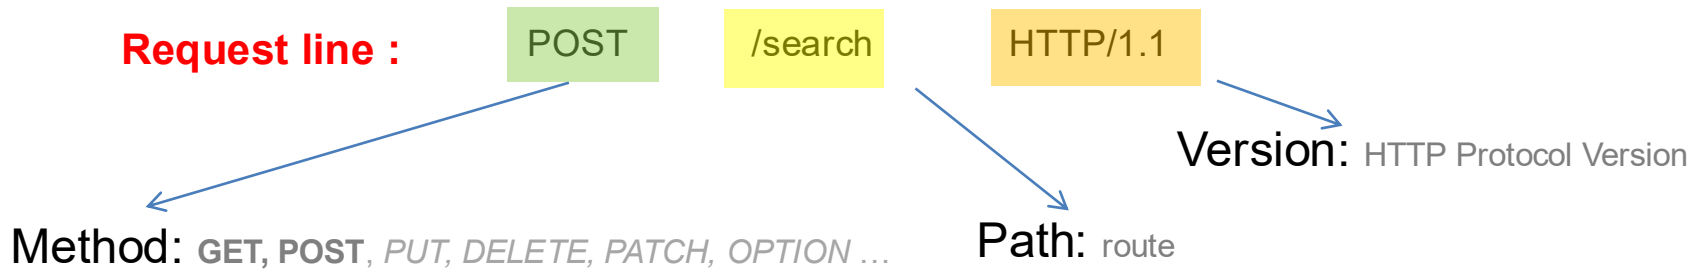 Request line : POST /search HTTP/1.1
Version: HTTP Protocol Version
Method: GET, POST, PUT, DELETE, PATCH, OPTION ...
Path: route